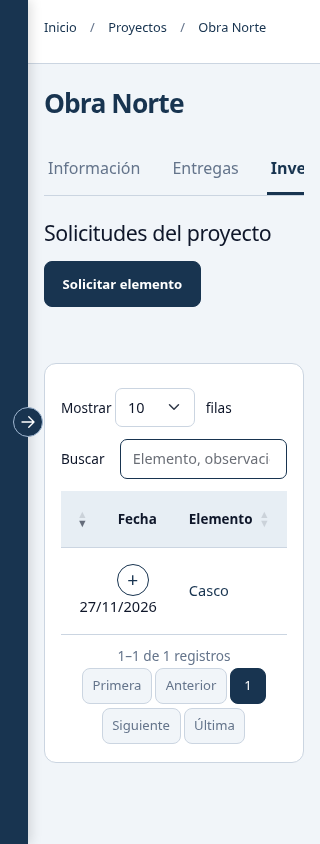 Inicio / Proyectos / Obra Norte
Obra Norte
Información Entregas Inve
Solicitudes del proyecto
Solicitar elemento
Mostrar 10 filas
Buscar Elemento, observaci
Fecha Elemento
+
27/11/2026 Casco
1–1 de 1 registros
Primera Anterior 1
Siguiente Última